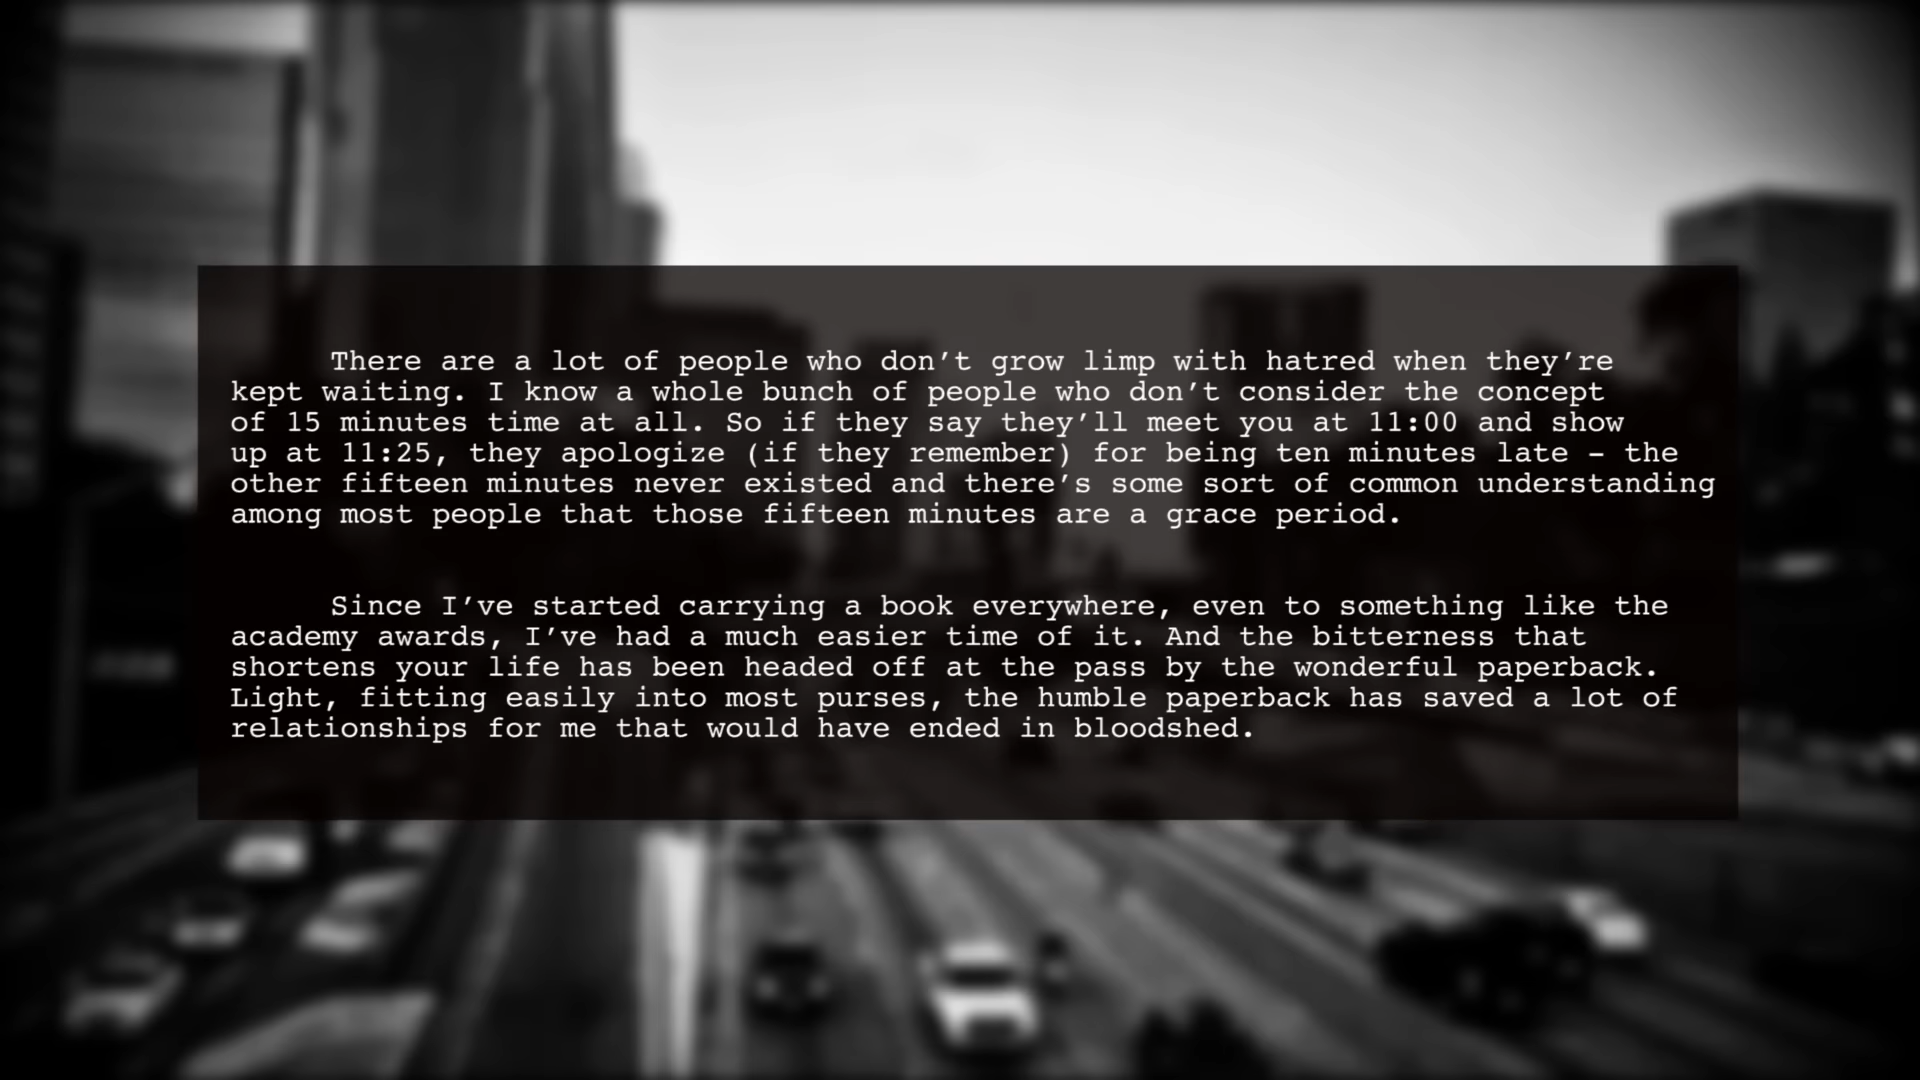 There are a lot of people who don’t grow limp with hatred when they’re
kept waiting. I know a whole bunch of people who don’t consider the concept
of 15 minutes time at all. So if they say they’ll meet you at 11:00 and show
up at 11:25, they apologize (if they remember) for being ten minutes late – the
other fifteen minutes never existed and there’s some sort of common understanding
among most people that those fifteen minutes are a grace period.
Since I’ve started carrying a book everywhere, even to something like the
academy awards, I’ve had a much easier time of it. And the bitterness that
shortens your life has been headed off at the pass by the wonderful paperback.
Light, fitting easily into most purses, the humble paperback has saved a lot of
relationships for me that would have ended in bloodshed.